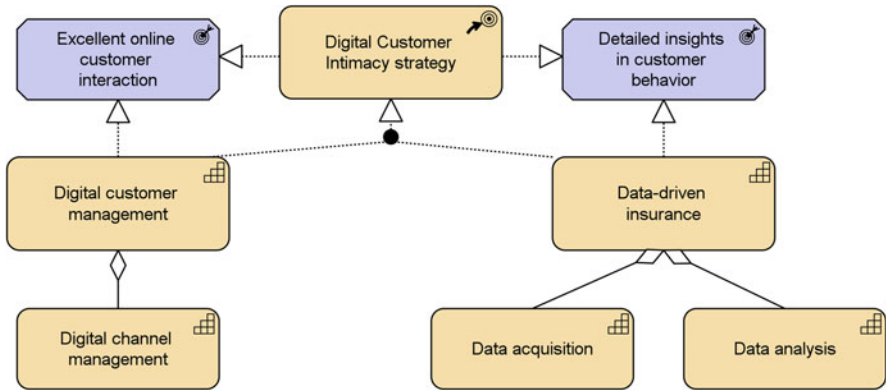 Excellent online
customer
interaction
Digital Customer
Intimacy strategy
Detailed insights
in customer
behavior
Digital customer
management
Data-driven
insurance
Digital channel
management
Data acquisition
Data analysis